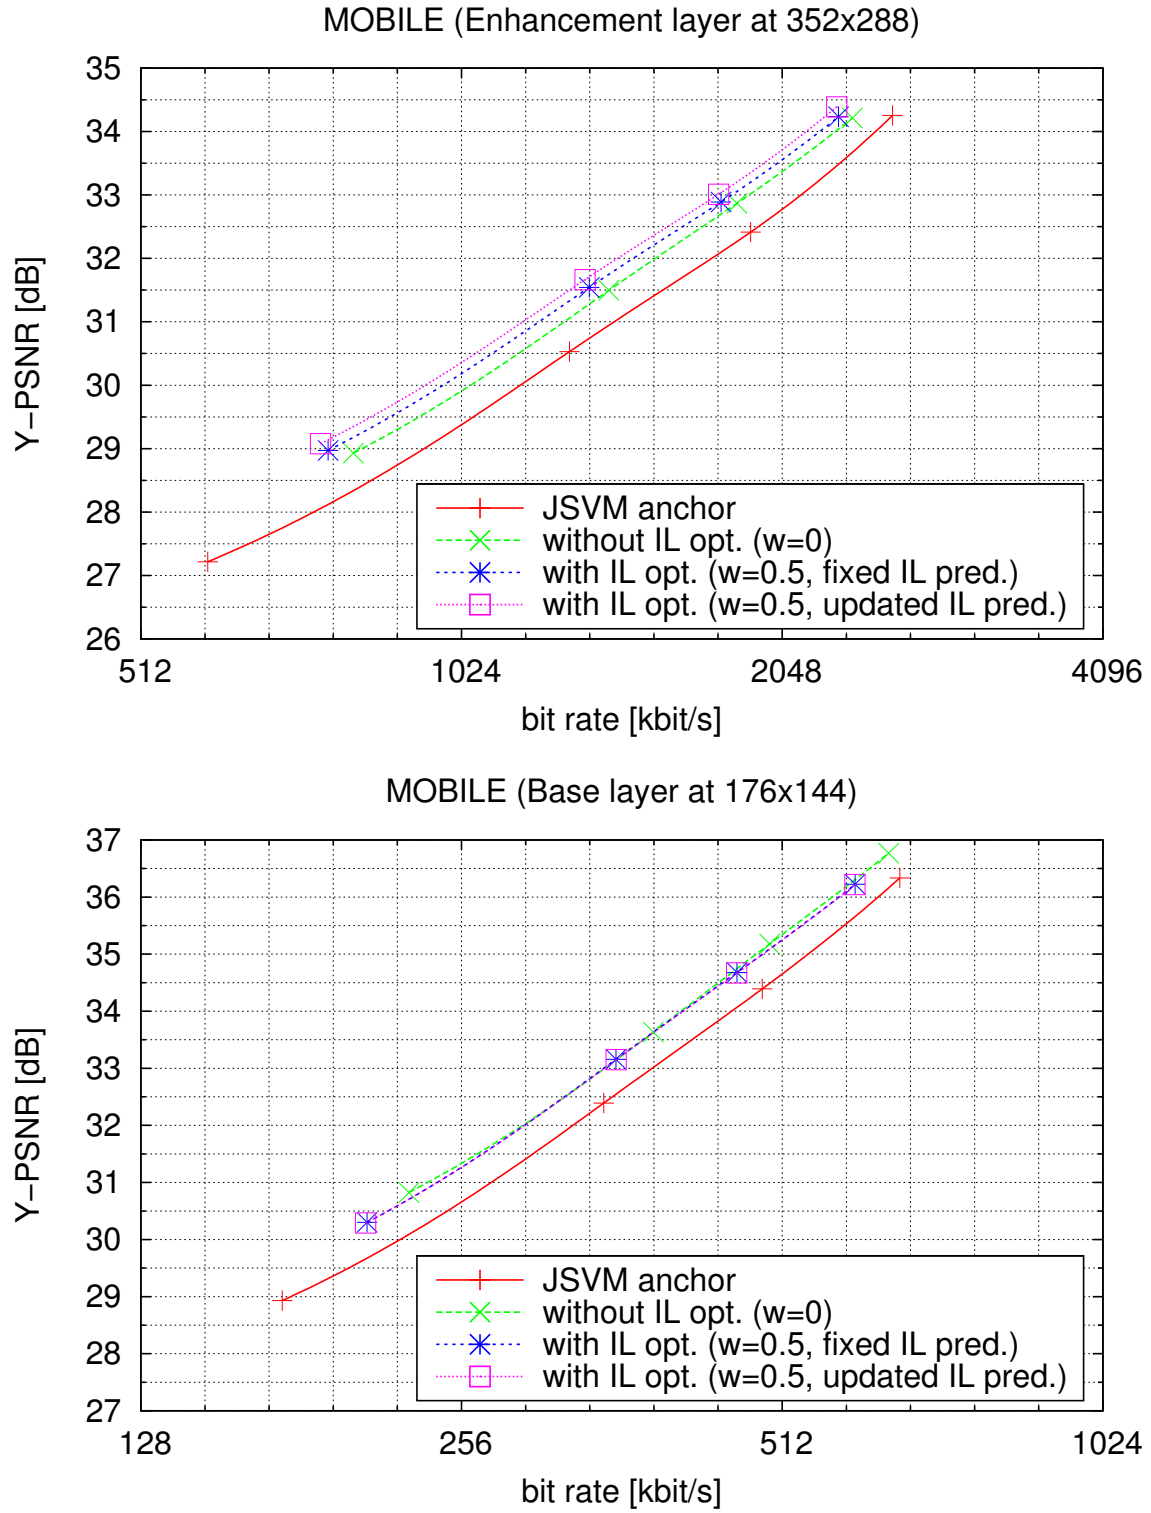 MOBILE (Enhancement layer at 352x288)
35
34
33
32
31
30
29
28
27
26
Y−PSNR [dB]
JSVM anchor
without IL opt. (w=0)
with IL opt. (w=0.5, fixed IL pred.)
with IL opt. (w=0.5, updated IL pred.)
512 1024 2048 4096
bit rate [kbit/s]
MOBILE (Base layer at 176x144)
37
36
35
34
33
32
31
30
29
28
27
Y−PSNR [dB]
JSVM anchor
without IL opt. (w=0)
with IL opt. (w=0.5, fixed IL pred.)
with IL opt. (w=0.5, updated IL pred.)
128 256 512 1024
bit rate [kbit/s]